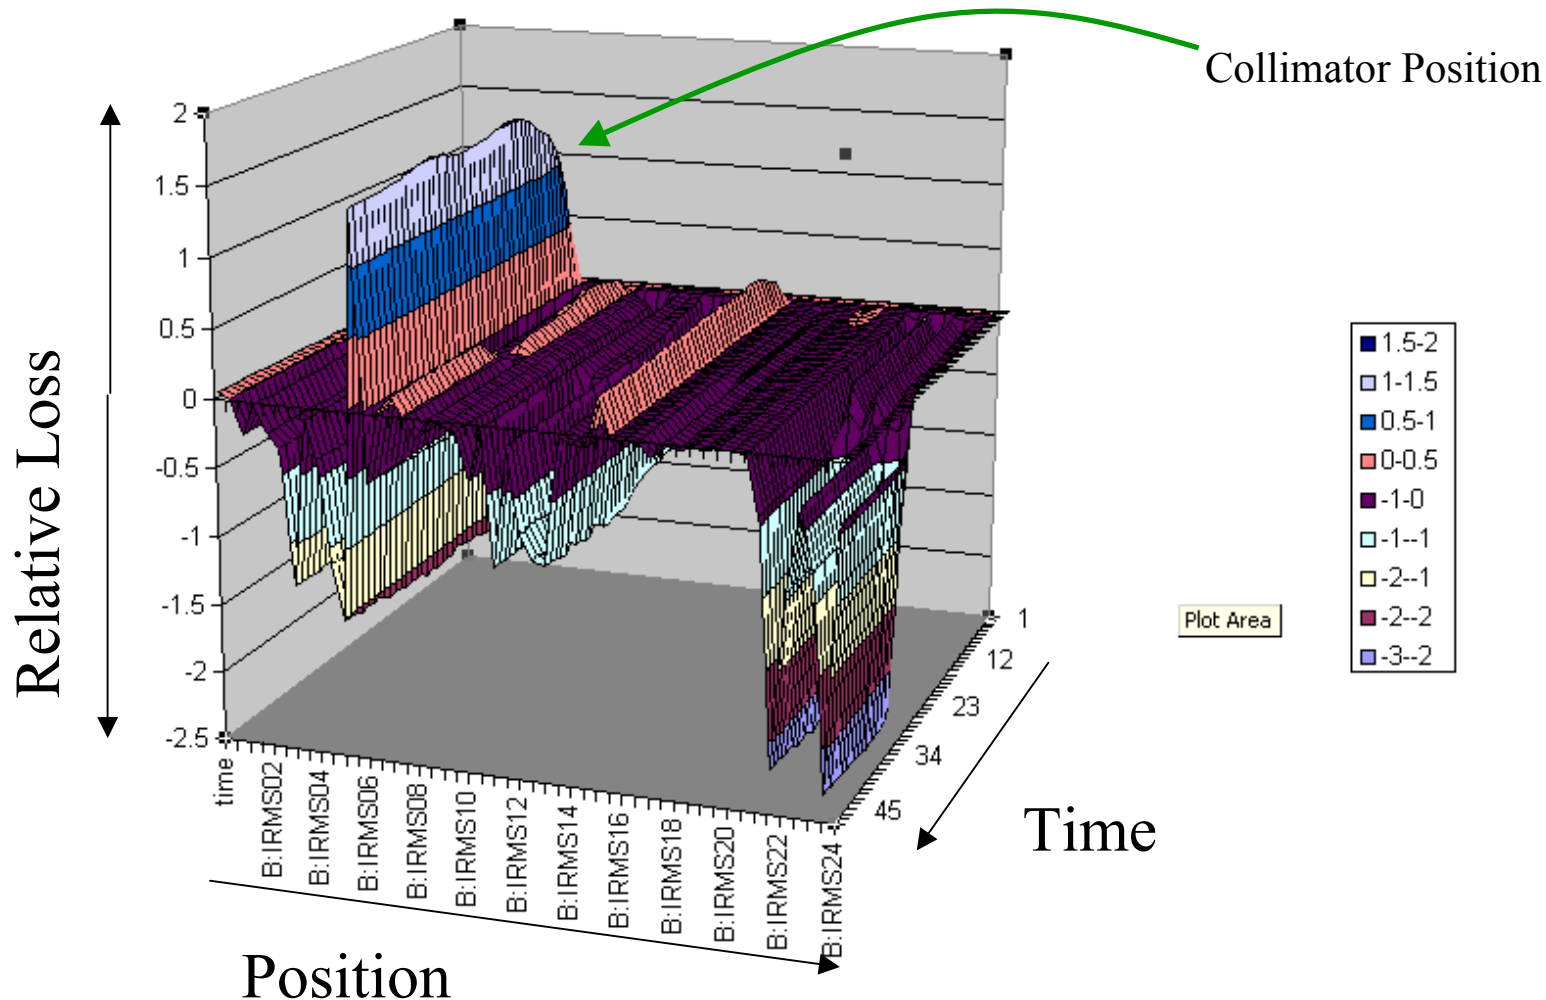 Collimator Position
Relative Loss
2
1.5
1
0.5
0
-0.5
-1
-1.5
-2
-2.5
time
B:IRMS02
B:IRMS04
B:IRMS06
B:IRMS08
B:IRMS10
B:IRMS12
B:IRMS14
B:IRMS16
B:IRMS18
B:IRMS20
B:IRMS22
B:IRMS24
Position
1
12
23
34
45
Time
Plot Area
1.5-2
1-1.5
0.5-1
0-0.5
-1-0
-1--1
-2--1
-2--2
-3--2